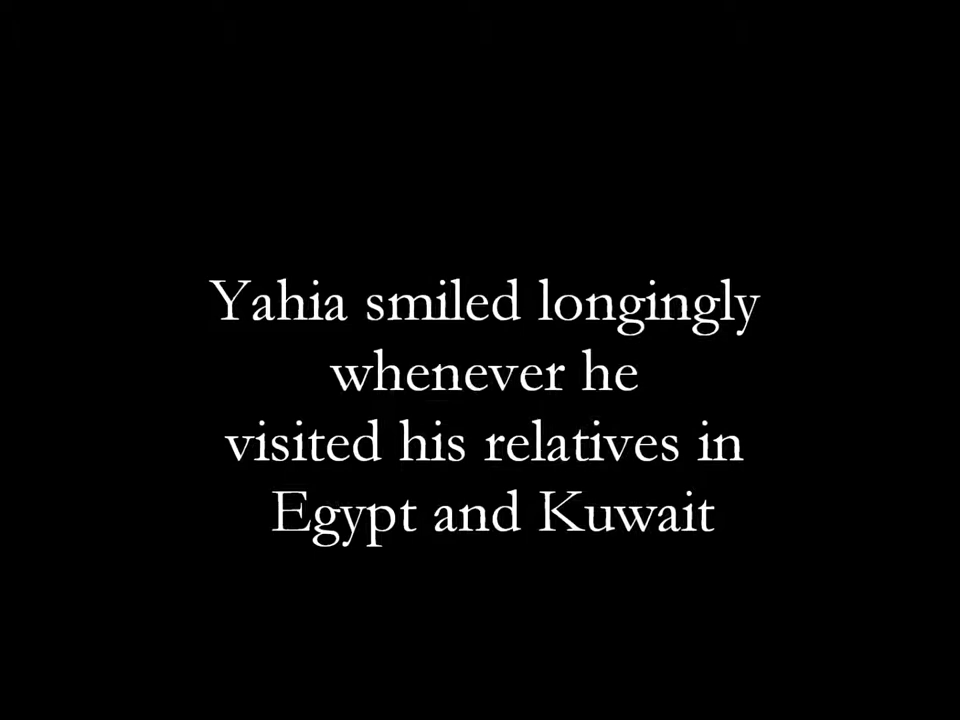 Yahia smiled longingly
whenever he
visited his relatives in
Egypt and Kuwait